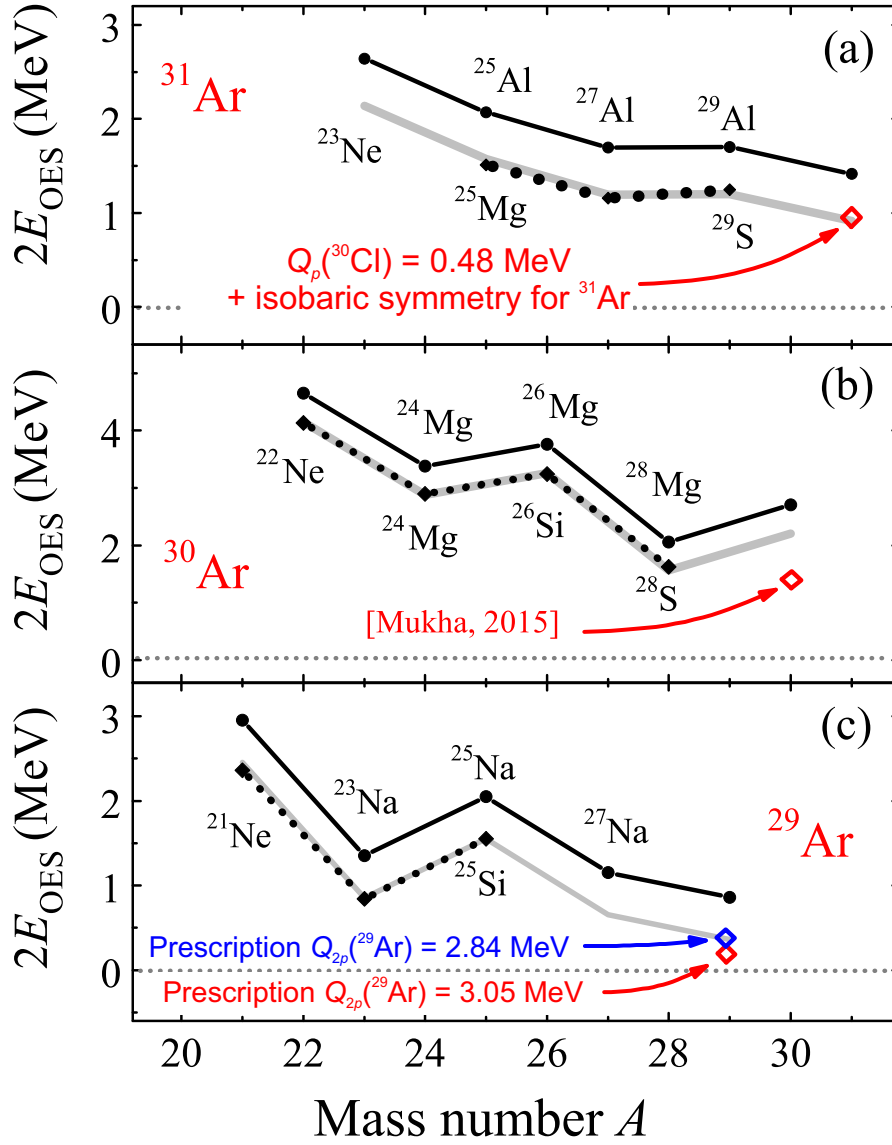 3
2
1
0
2E_OES (MeV)
(a)
³¹Ar
²⁵Al
²⁷Al
²⁹Al
²³Ne
²⁵Mg
²⁹S
Q_p(³⁰Cl) = 0.48 MeV
+ isobaric symmetry for ³¹Ar
4
2
0
2E_OES (MeV)
(b)
²⁴Mg
²⁶Mg
²⁸Mg
²²Ne
²⁴Mg
²⁶Si
²⁸S
³⁰Ar
[Mukha, 2015]
3
2
1
0
2E_OES (MeV)
(c)
²³Na
²⁵Na
²⁷Na
²⁹Ar
²¹Ne
²⁵Si
Prescription Q_2p(²⁹Ar) = 2.84 MeV
Prescription Q_2p(²⁹Ar) = 3.05 MeV
20 22 24 26 28 30
Mass number A